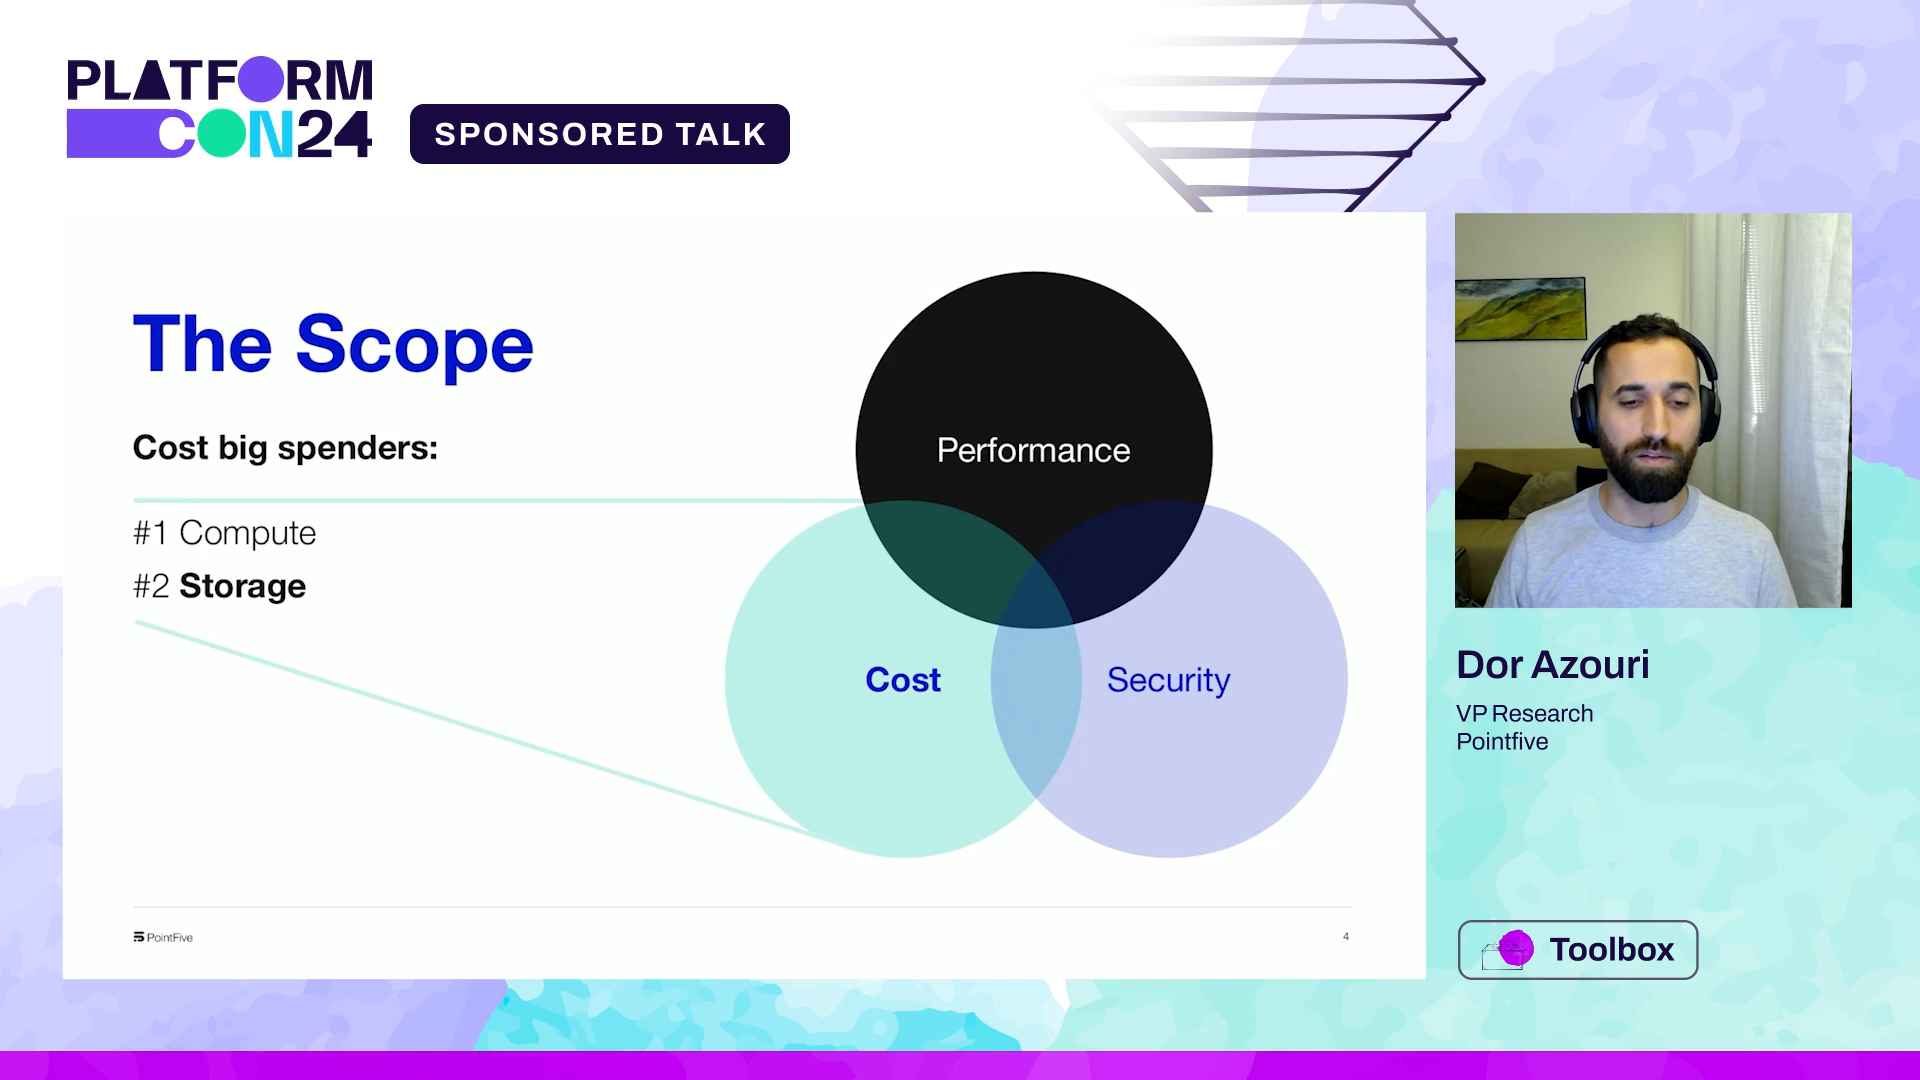 PLATFORM
CON24
SPONSORED TALK
The Scope
Cost big spenders:
#1 Compute
#2 Storage
Performance
Cost
Security
PointFive
4
Dor Azouri
VP Research
Pointfive
Toolbox